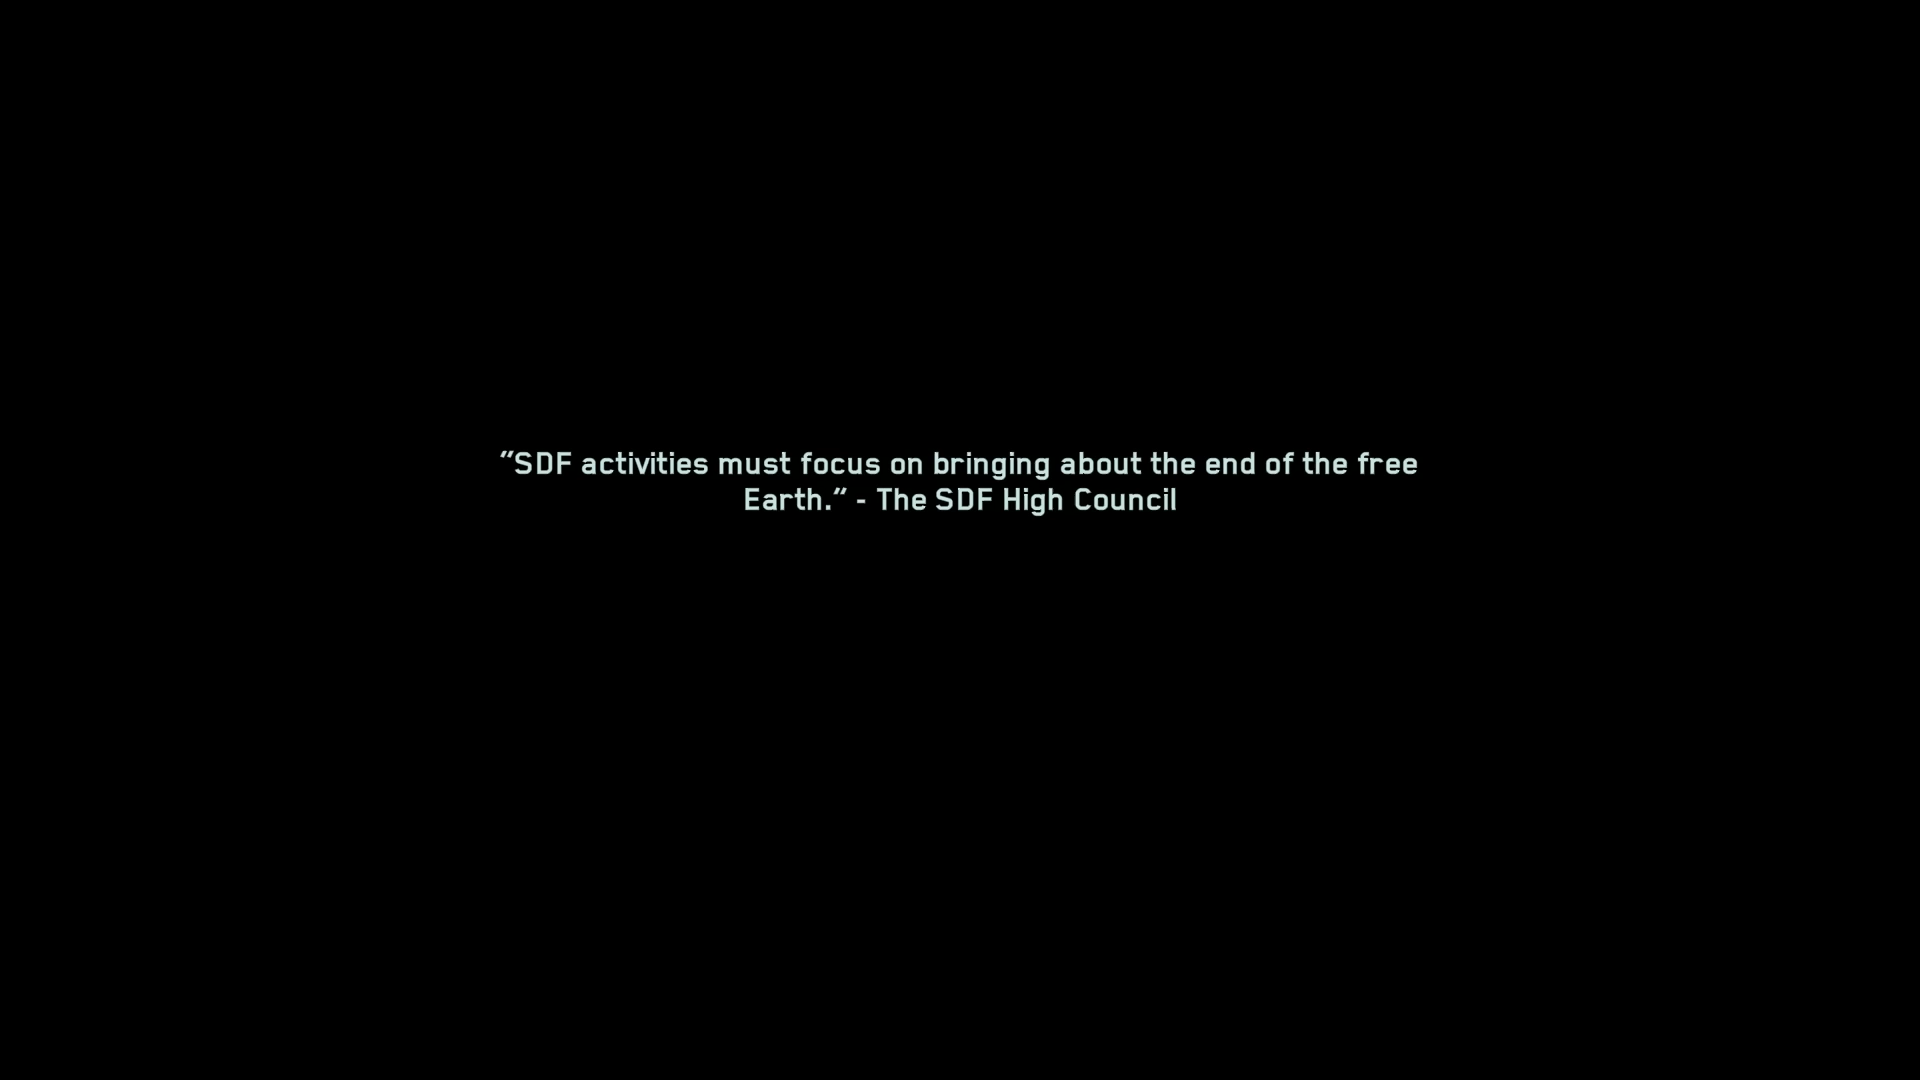 "SDF activities must focus on bringing about the end of the free
Earth." - The SDF High Council